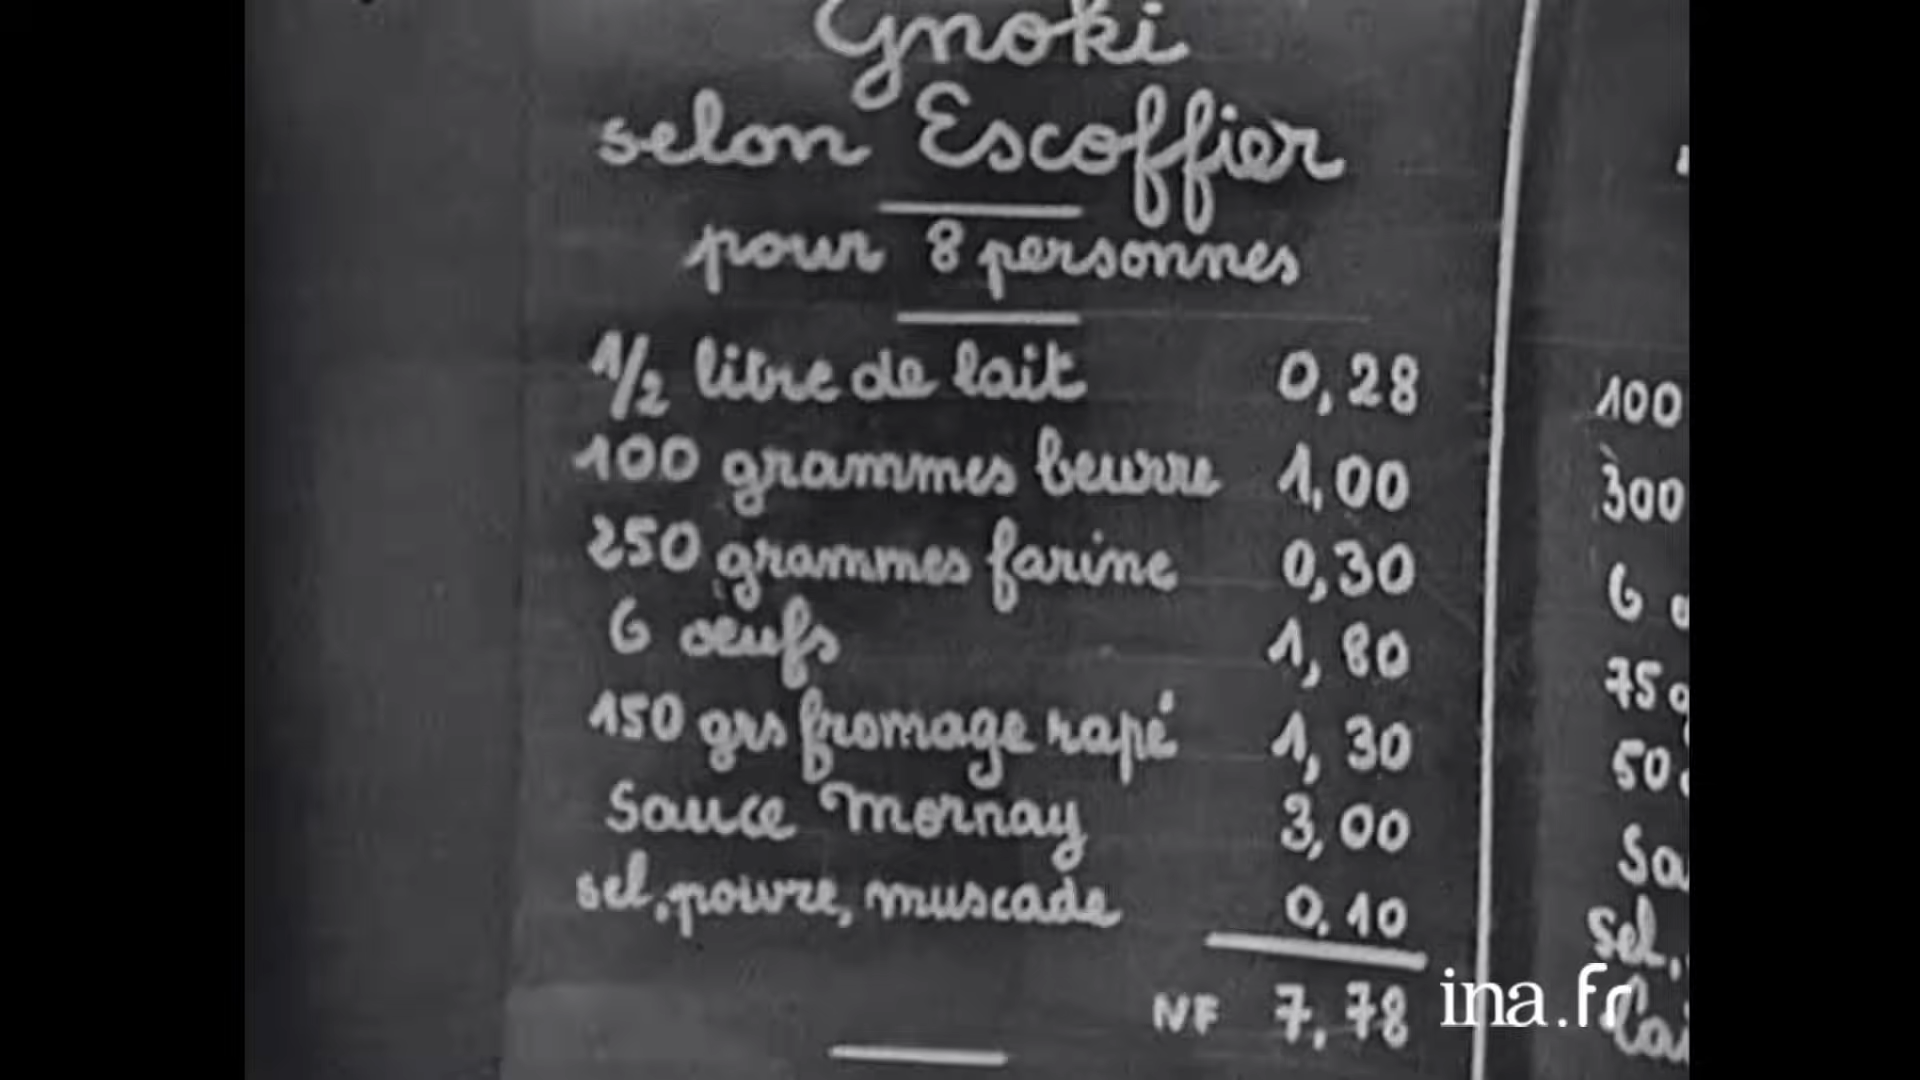 Gnoki
selon Escoffier
pour 8 personnes
1/2 litre de lait 0,28
100 grammes beurre 1,00
250 grammes farine 0,30
6 œufs 1,80
150 grs fromage rapé 1,30
Sauce Mornay 3,00
sel, poivre, muscade 0,10
NF 7,78
100
300
6
75
50
sel,
ina.fr